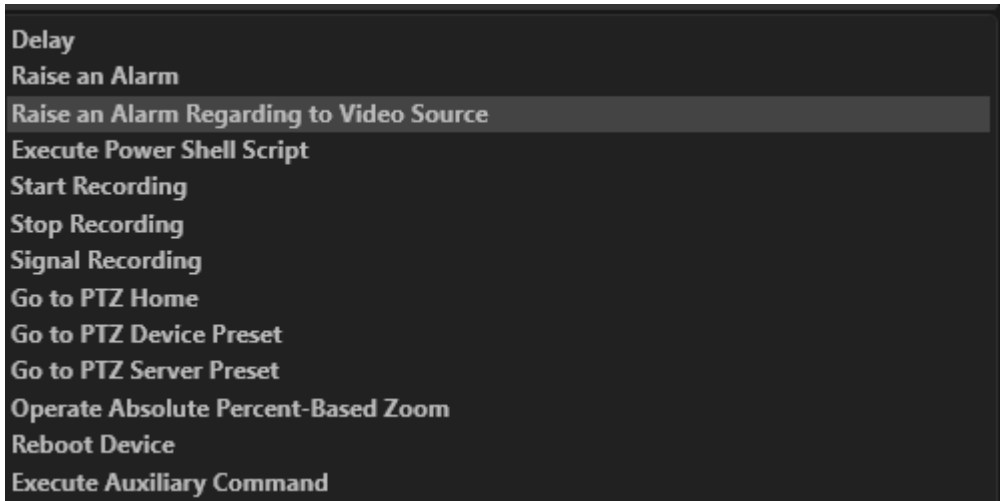 Delay
Raise an Alarm
Raise an Alarm Regarding to Video Source
Execute Power Shell Script
Start Recording
Stop Recording
Signal Recording
Go to PTZ Home
Go to PTZ Device Preset
Go to PTZ Server Preset
Operate Absolute Percent-Based Zoom
Reboot Device
Execute Auxiliary Command